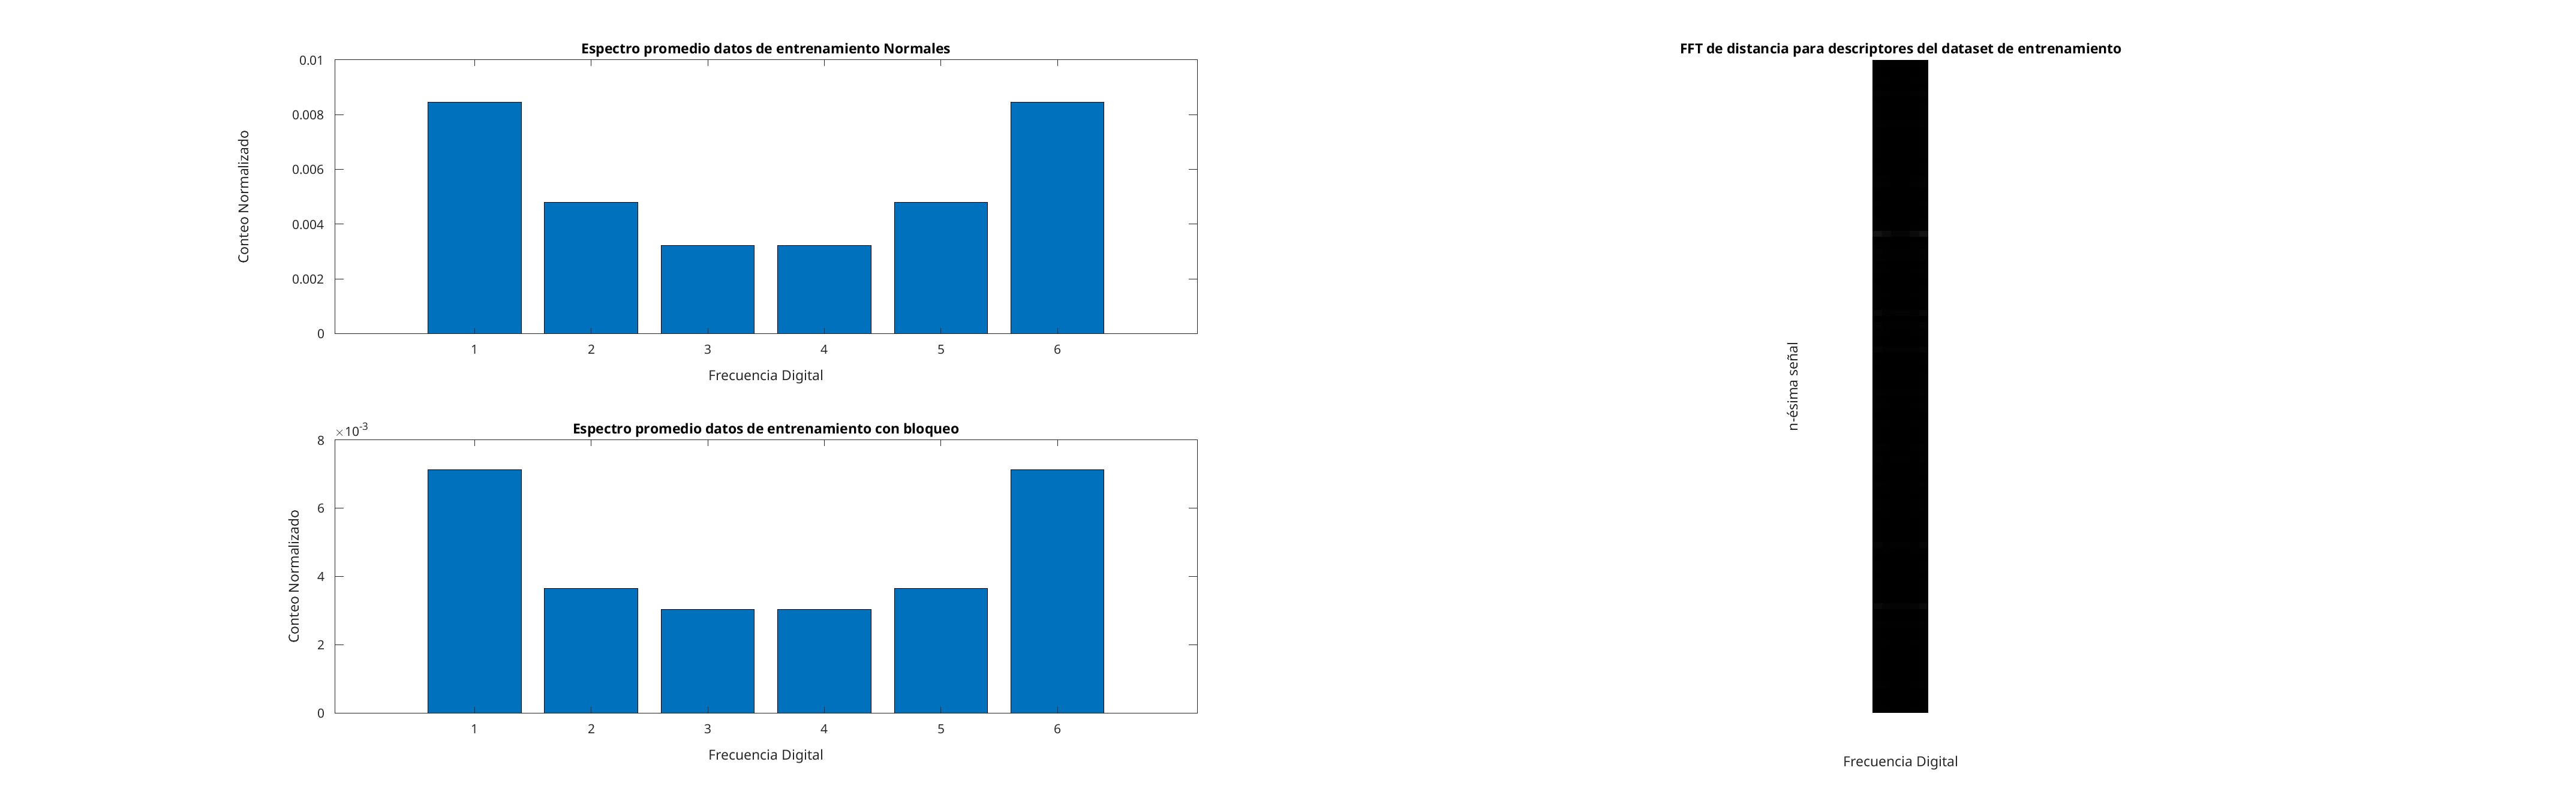 Espectro promedio datos de entrenamiento Normales
0.01
0.008
0.006
0.004
0.002
0
Conteo Normalizado
1 2 3 4 5 6
Frecuencia Digital
Espectro promedio datos de entrenamiento con bloqueo
×10-3
8
6
4
2
0
Conteo Normalizado
1 2 3 4 5 6
Frecuencia Digital
FFT de distancia para descriptores del dataset de entrenamiento
n-ésima señal
Frecuencia Digital